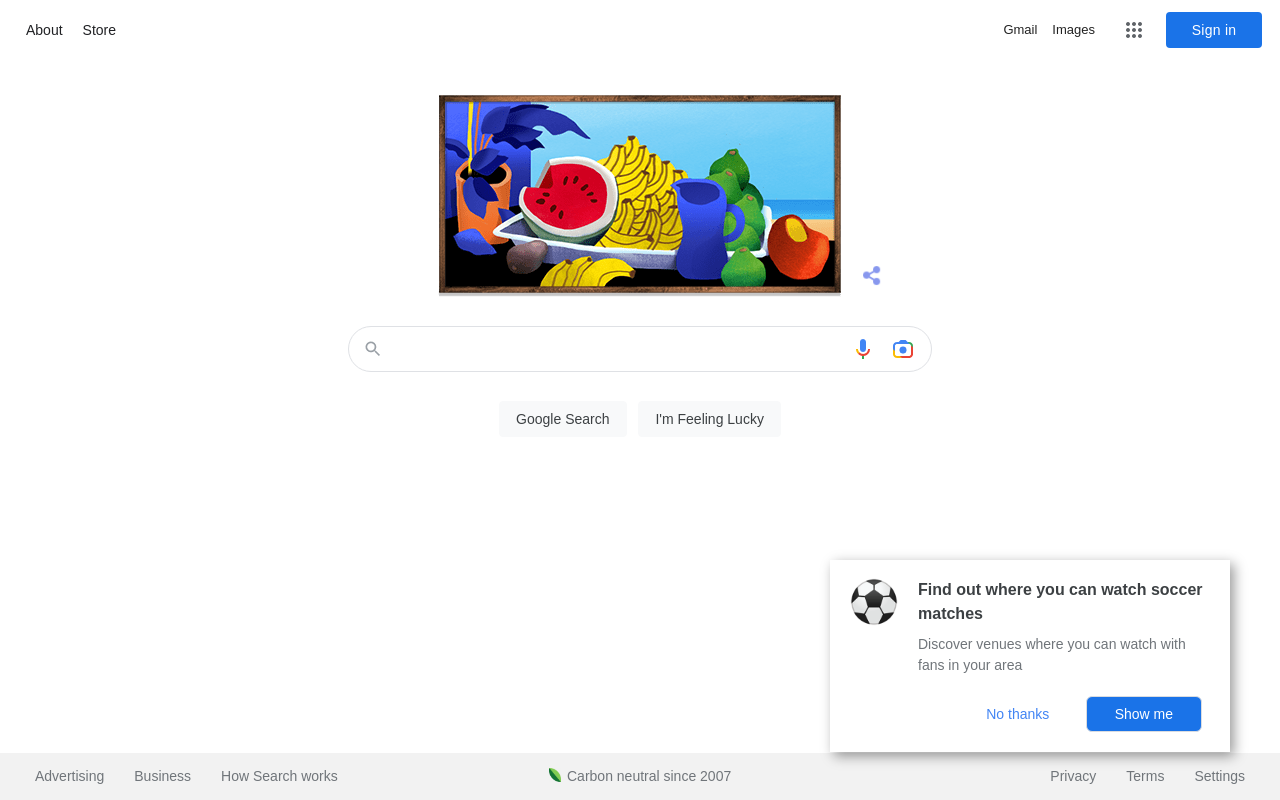 About Store
Gmail Images Sign in
Google Search I'm Feeling Lucky
Find out where you can watch soccer
matches
Discover venues where you can watch with
fans in your area
No thanks Show me
Advertising Business How Search works Carbon neutral since 2007 Privacy Terms Settings